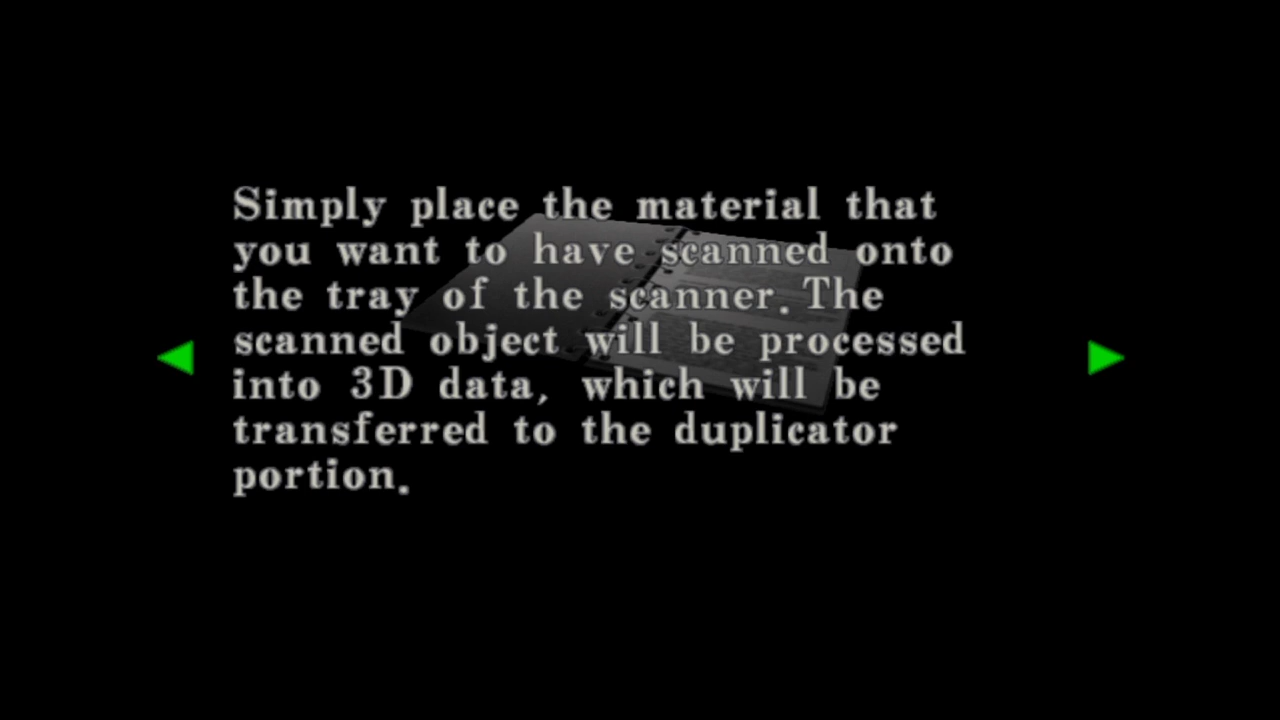 Simply place the material that
you want to have scanned onto
the tray of the scanner. The
scanned object will be processed
into 3D data, which will be
transferred to the duplicator
portion.